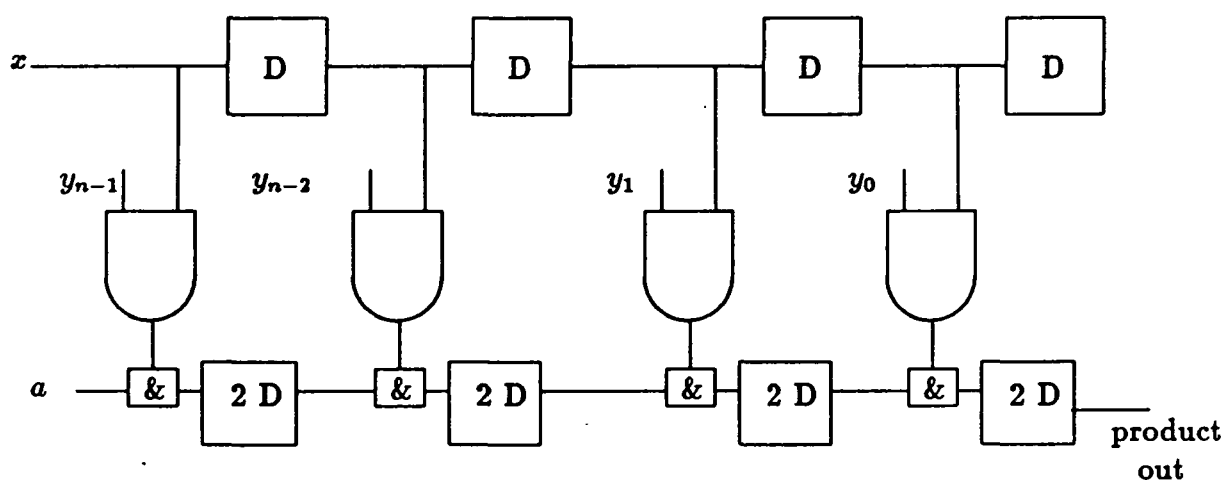 x D D D D
y_{n-1} y_{n-2} y_1 y_0
a & 2 D & 2 D & 2 D & 2 D
product
out